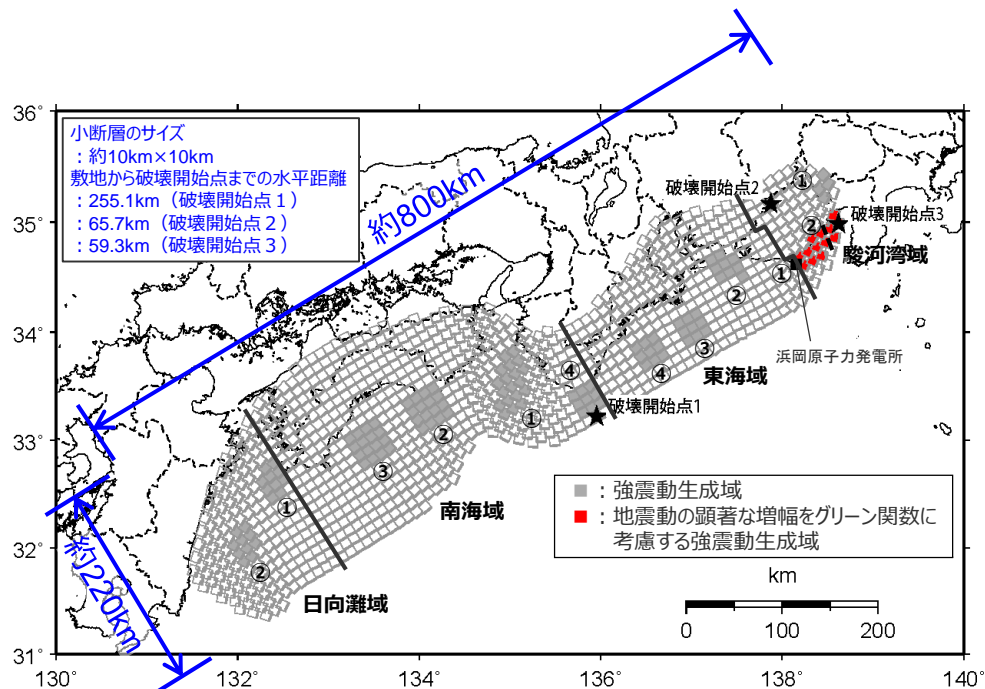 小断層のサイズ
：約10km×10km
敷地から破壊開始点までの水平距離
：255.1km（破壊開始点１）
：65.7km（破壊開始点２）
：59.3km（破壊開始点３）
約800km
約220km
36°
35°
34°
33°
32°
31°
130°
132°
134°
136°
138°
140°
破壊開始点2
破壊開始点3
破壊開始点1
①
②
駿河湾域
①
②
③
④
東海域
浜岡原子力発電所
④
①
②
③
南海域
①
②
日向灘域
：強震動生成域
：地震動の顕著な増幅をグリーン関数に
考慮する強震動生成域
km
0
100
200